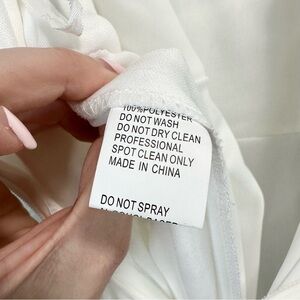 100%POLYESTER
DO NOT WASH
DO NOT DRY CLEAN
PROFESSIONAL
SPOT CLEAN ONLY
MADE IN CHINA
DO NOT SPRAY